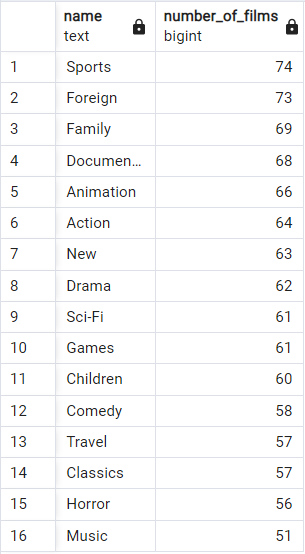 name number_of_films
text bigint
1 Sports 74
2 Foreign 73
3 Family 69
4 Documen... 68
5 Animation 66
6 Action 64
7 New 63
8 Drama 62
9 Sci-Fi 61
10 Games 61
11 Children 60
12 Comedy 58
13 Travel 57
14 Classics 57
15 Horror 56
16 Music 51